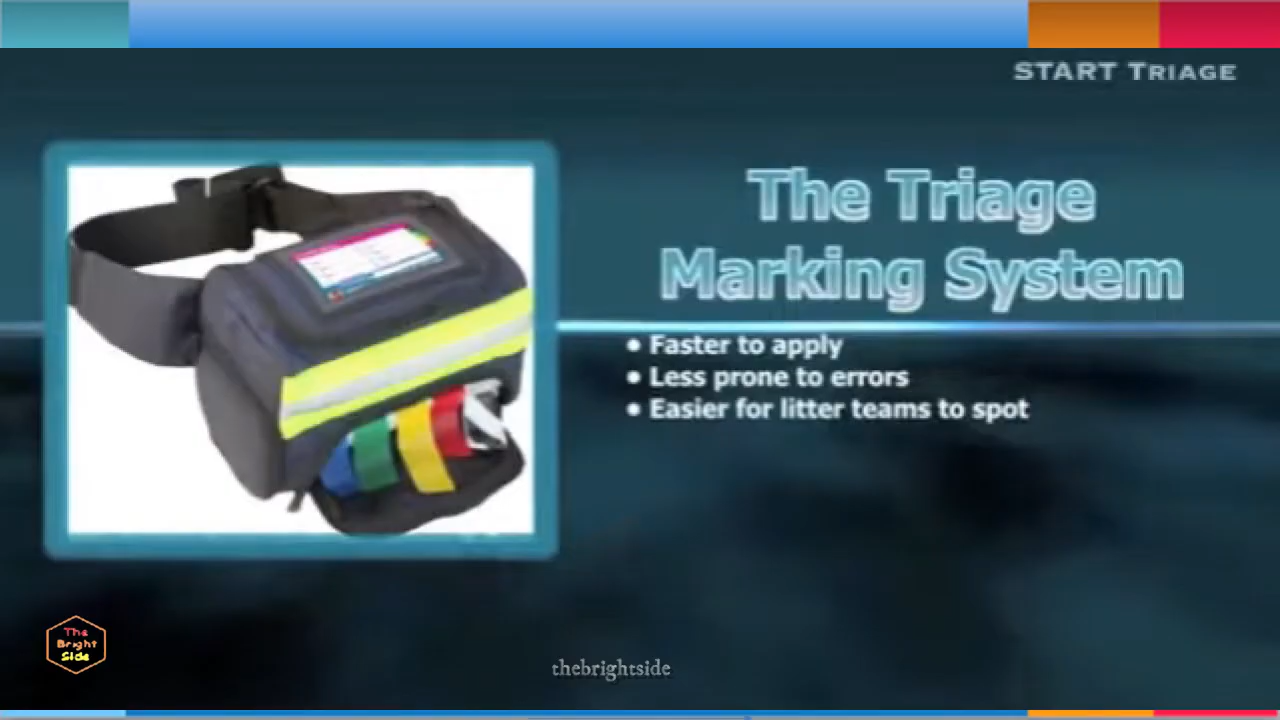 START TRIAGE
The Triage
Marking System
• Faster to apply
• Less prone to errors
• Easier for litter teams to spot
The
Bright
Side
thebrightside